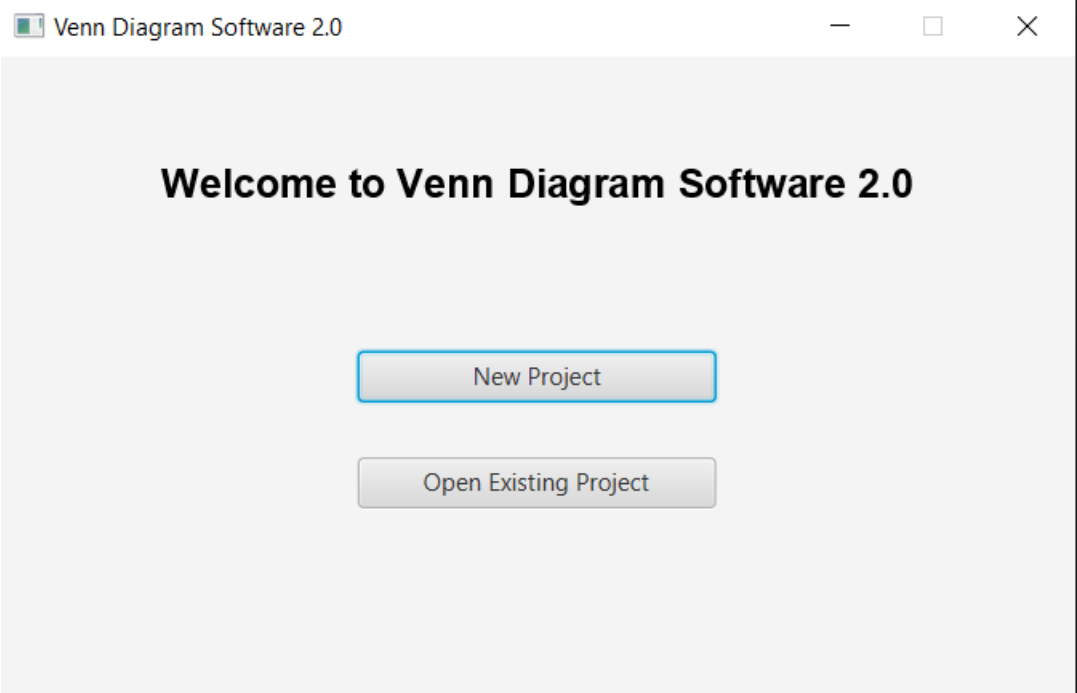 Venn Diagram Software 2.0
Welcome to Venn Diagram Software 2.0
New Project
Open Existing Project